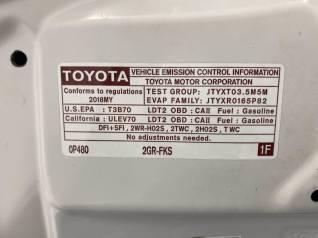 TOYOTA VEHICLE EMISSION CONTROL INFORMATION
TOYOTA MOTOR CORPORATION
Conforms to regulations TEST GROUP: JTYXT03.5M5M
2018MY EVAP FAMILY: JTYXR0165P82
U.S.EPA : T3B70 LDT2 OBD : CAII Fuel : Gasoline
California : ULEV70 LDT2 OBD : CAII Fuel : Gasoline
DFI+SFI, 2WR-HO2S, 2TWC, 2HO2S, TWC
No adjustments needed.
0P480 2GR-FKS 1F